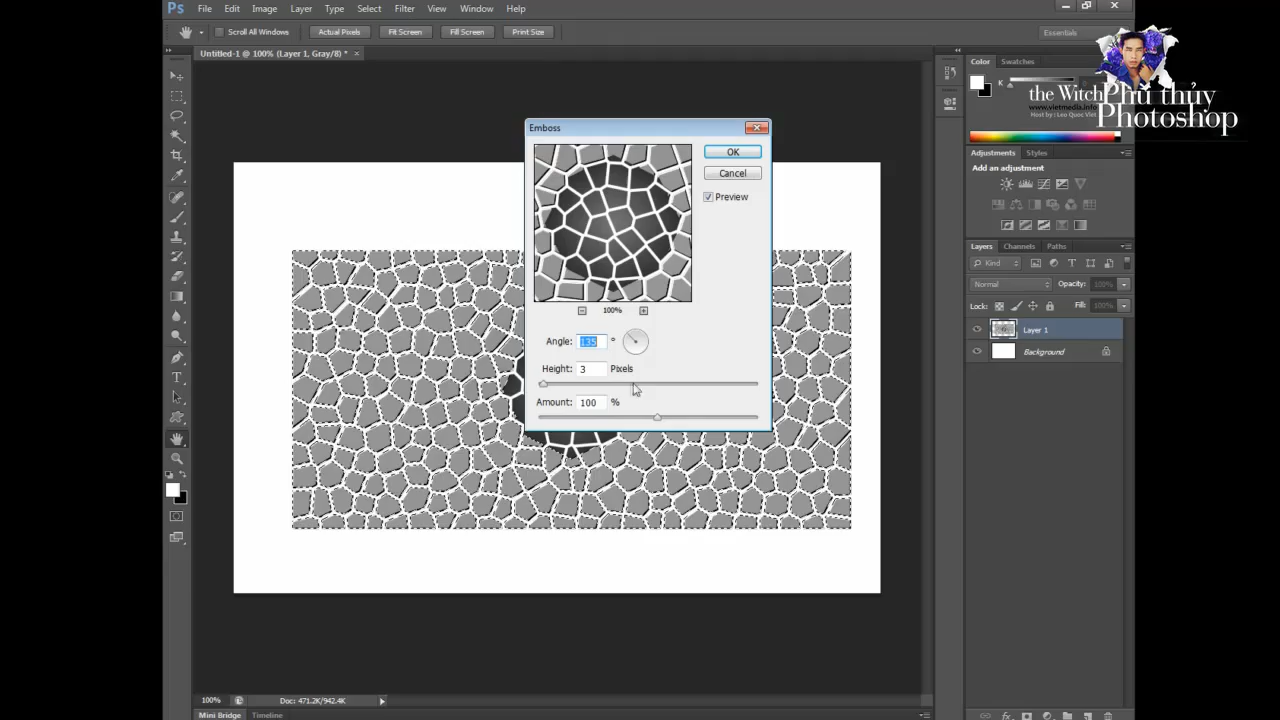 Ps File Edit Image Layer Type Select Filter View Window Help
Scroll All Windows Actual Pixels Fit Screen Fill Screen Print Size Essentials
Untitled-1 @ 100% (Layer 1, Gray/8) *
Color Swatches
K
the Witch Phù thủy
www.vietmedia.info
Host by : Leo Quoc Viet
Photoshop
Emboss
OK
Cancel
Preview
100%
Angle: 135 °
Height: 3 Pixels
Amount: 100 %
Adjustments Styles
Add an adjustment
Layers Channels Paths
Kind
Normal Opacity: 100%
Lock: Fill: 100%
Layer 1
Background
100% Doc: 471.2K/942.4K
Mini Bridge Timeline